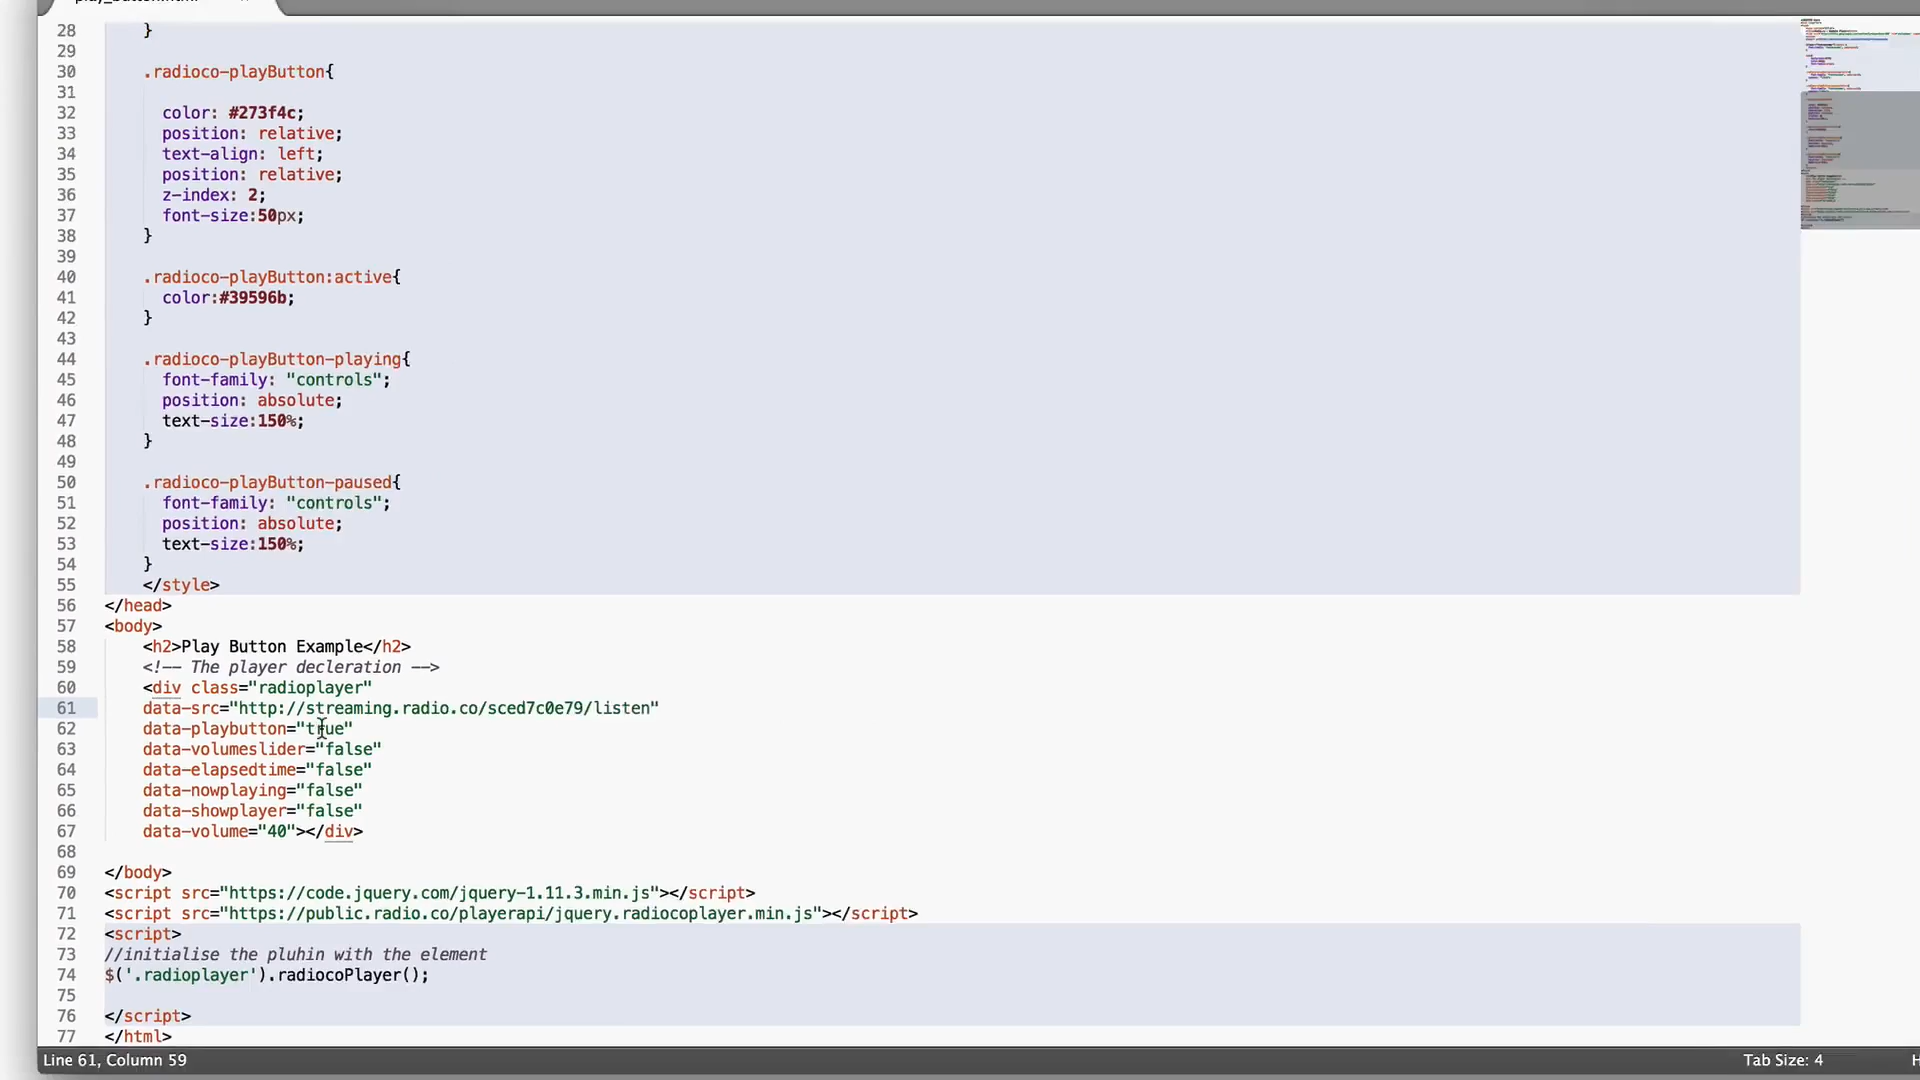 28 }
29
30 .radioco-playButton{
31
32 color: #273f4c;
33 position: relative;
34 text-align: left;
35 position: relative;
36 z-index: 2;
37 font-size:50px;
38 }
39
40 .radioco-playButton:active{
41 color:#39596b;
42 }
43
44 .radioco-playButton-playing{
45 font-family: "controls";
46 position: absolute;
47 text-size:150%;
48 }
49
50 .radioco-playButton-paused{
51 font-family: "controls";
52 position: absolute;
53 text-size:150%;
54 }
55 </style>
56 </head>
57 <body>
58 <h2>Play Button Example</h2>
59 <!-- The player decleration -->
60 <div class="radioplayer"
61 data-src="http://streaming.radio.co/sced7c0e79/listen"
62 data-playbutton="true"
63 data-volumeslider="false"
64 data-elapsedtime="false"
65 data-nowplaying="false"
66 data-showplayer="false"
67 data-volume="40"></div>
68
69 </body>
70 <script src="https://code.jquery.com/jquery-1.11.3.min.js"></script>
71 <script src="https://public.radio.co/playerapi/jquery.radiocoplayer.min.js"></script>
72 <script>
73 //initialise the pluhin with the element
74 $('.radioplayer').radiocoPlayer();
75
76 </script>
77 </html>
Line 61, Column 59
Tab Size: 4